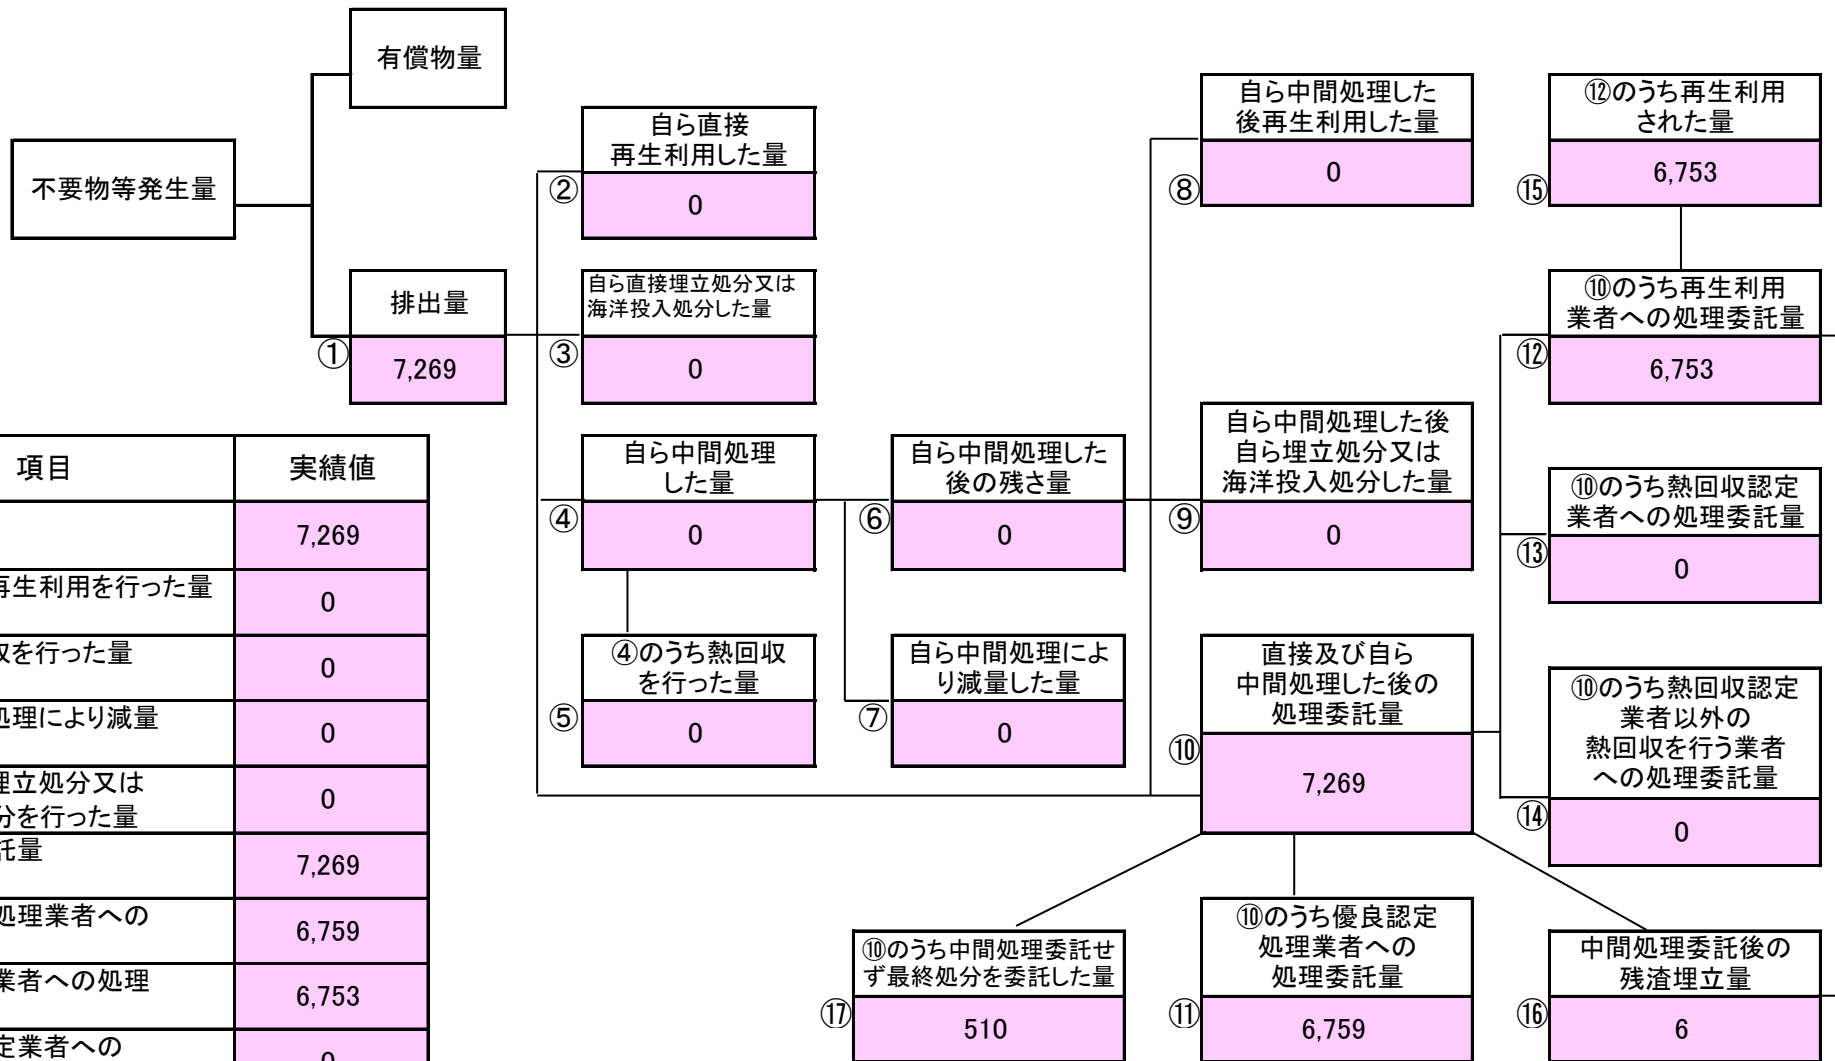 有償物量
不要物等発生量
排出量
①
7,269
自ら直接
再生利用した量
②
0
自ら直接埋立処分又は
海洋投入処分した量
③
0
自ら中間処理
した量
④
0
④のうち熱回収
を行った量
⑤
0
自ら中間処理した
後の残さ量
⑥
0
自ら中間処理によ
り減量した量
⑦
0
自ら中間処理した
後再生利用した量
⑧
0
自ら中間処理した後
自ら埋立処分又は
海洋投入処分した量
⑨
0
直接及び自ら
中間処理した後の
処理委託量
⑩
7,269
⑫のうち再生利用
された量
⑮
6,753
⑩のうち再生利用
業者への処理委託量
⑫
6,753
⑩のうち熱回収認定
業者への処理委託量
⑬
0
⑩のうち熱回収認定
業者以外の
熱回収を行う業者
への処理委託量
⑭
0
⑩のうち中間処理委託せ
ず最終処分を委託した量
⑰
510
⑩のうち優良認定
処理業者への
処理委託量
⑪
6,759
中間処理委託後の
残渣埋立量
⑯
6
項目
実績値
7,269
再生利用を行った量
0
収を行った量
0
処理により減量
0
埋立処分又は
分を行った量
0
託量
7,269
処理業者への
6,759
業者への処理
6,753
定業者への
0